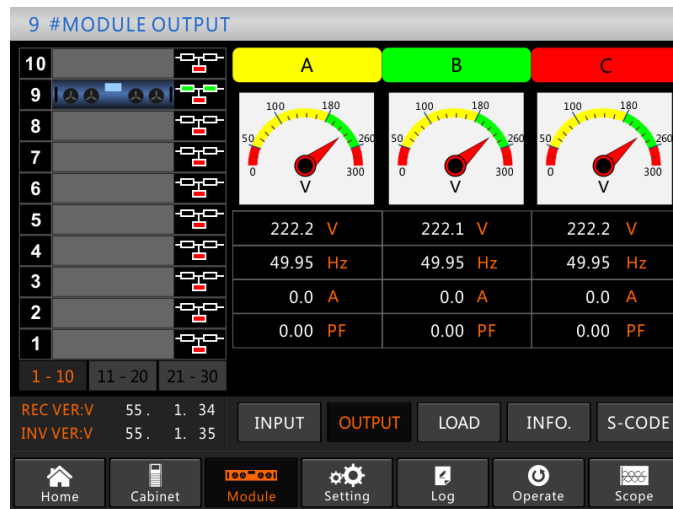 9 #MODULE OUTPUT
10
9
8
7
6
5
4
3
2
1
1 - 10 11 - 20 21 - 30
A B C
0 50 100 180 260 300 V
0 50 100 180 260 300 V
0 50 100 180 260 300 V
222.2 V 222.1 V 222.2 V
49.95 Hz 49.95 Hz 49.95 Hz
0.0 A 0.0 A 0.0 A
0.00 PF 0.00 PF 0.00 PF
REC VER:V 55. 1. 34
INV VER:V 55. 1. 35
INPUT OUTPUT LOAD INFO. S-CODE
Home Cabinet Module Setting Log Operate Scope